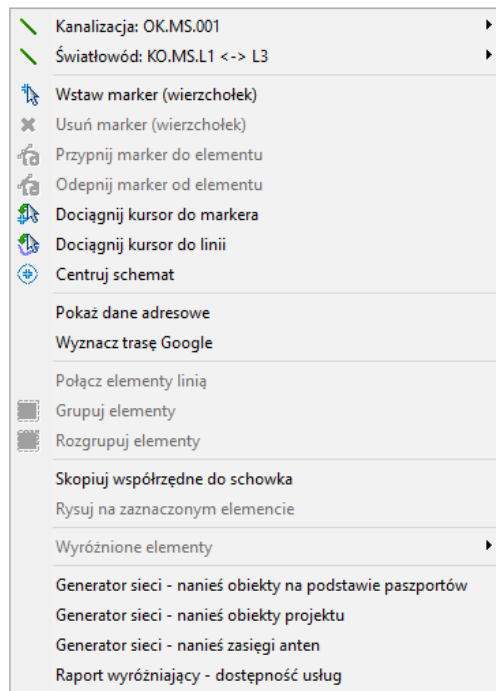 Kanalizacja: OK.MS.001
Światłowód: KO.MS.L1 <-> L3
Wstaw marker (wierzchołek)
Usuń marker (wierzchołek)
Przypnij marker do elementu
Odepnij marker od elementu
Dociągnij kursor do markera
Dociągnij kursor do linii
Centruj schemat
Pokaż dane adresowe
Wyznacz trasę Google
Połącz elementy linią
Grupuj elementy
Rozgrupuj elementy
Skopiuj współrzędne do schowka
Rysuj na zaznaczonym elemencie
Wyróżnione elementy
Generator sieci - nanieś obiekty na podstawie paszportów
Generator sieci - nanieś obiekty projektu
Generator sieci - nanieś zasięgi anten
Raport wyróżniający - dostępność usług